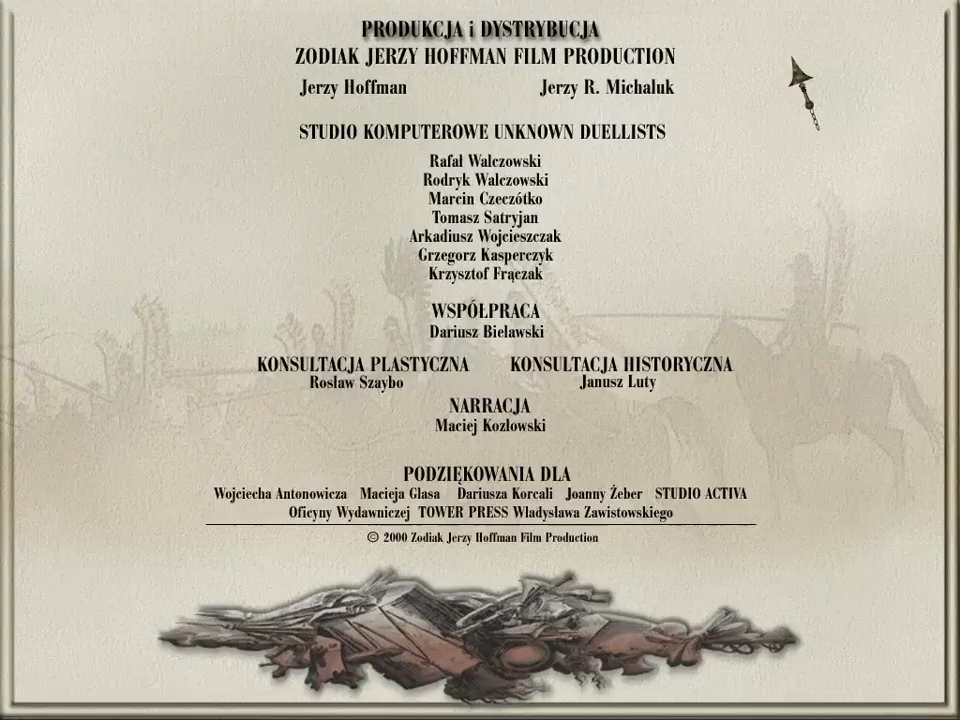 PRODUKCJA i DYSTRYBUCJA
ZODIAK JERZY HOFFMAN FILM PRODUCTION
Jerzy Hoffman Jerzy R. Michaluk
STUDIO KOMPUTEROWE UNKNOWN DUELLISTS
Rafał Walczowski
Rodryk Walczowski
Marcin Czeczótko
Tomasz Satryjan
Arkadiusz Wojcieszczak
Grzegorz Kasperczyk
Krzysztof Frączak
WSPÓŁPRACA
Dariusz Bielawski
KONSULTACJA PLASTYCZNA KONSULTACJA HISTORYCZNA
Rosław Szaybo Janusz Luty
NARRACJA
Maciej Kozłowski
PODZIĘKOWANIA DLA
Wojciecha Antonowicza Macieja Glasa Dariusza Korcali Joanny Żeber STUDIO ACTIVA
Oficyny Wydawniczej TOWER PRESS Władysława Zawistowskiego
© 2000 Zodiak Jerzy Hoffman Film Production